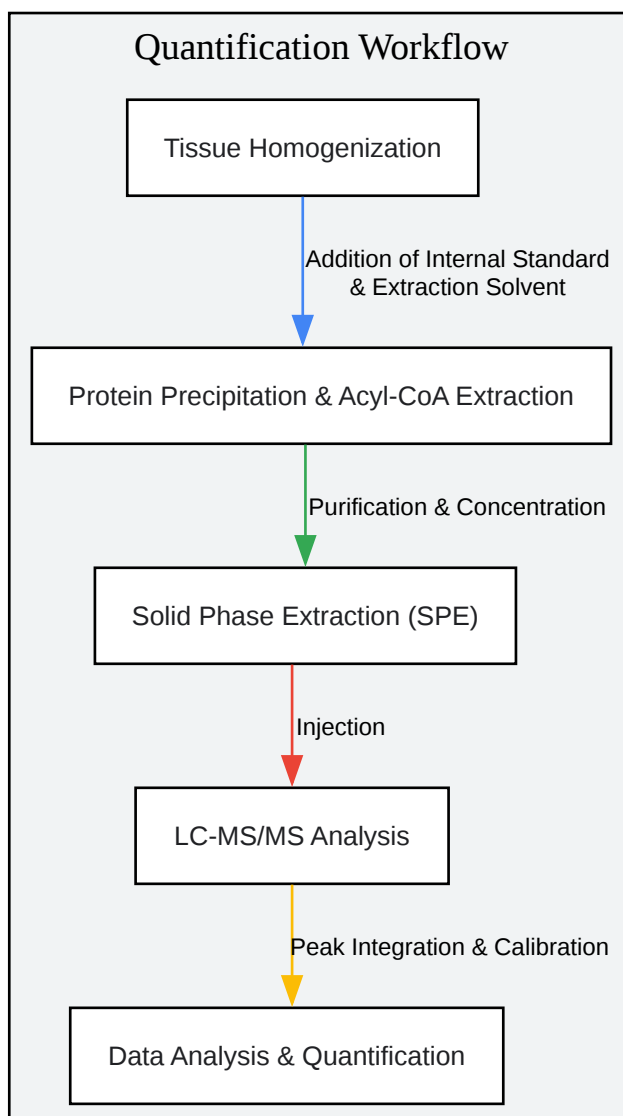 Quantification Workflow
Tissue Homogenization
Addition of Internal Standard
& Extraction Solvent
Protein Precipitation & Acyl-CoA Extraction
Purification & Concentration
Solid Phase Extraction (SPE)
Injection
LC-MS/MS Analysis
Peak Integration & Calibration
Data Analysis & Quantification